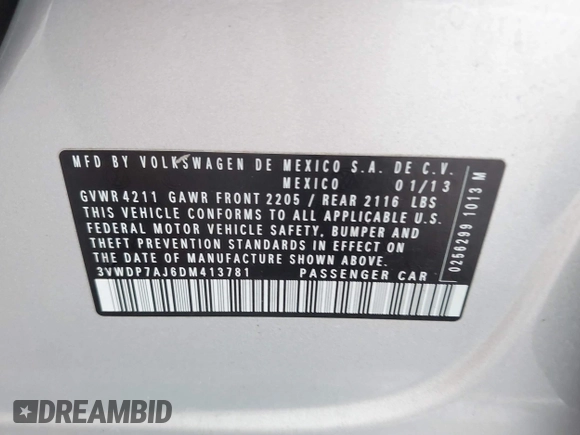 MFD BY VOLKSWAGEN DE MEXICO S.A. DE C.V.
MEXICO 01/13
GVWR 4211 GAWR FRONT 2205 / REAR 2116 LBS
THIS VEHICLE CONFORMS TO ALL APPLICABLE U.S.
FEDERAL MOTOR VEHICLE SAFETY, BUMPER AND
THEFT PREVENTION STANDARDS IN EFFECT ON
THE DATE OF MANUFACTURE SHOWN ABOVE.
3VWDP7AJ6DM413781 PASSENGER CAR
0256299 1013 M
DREAMBID